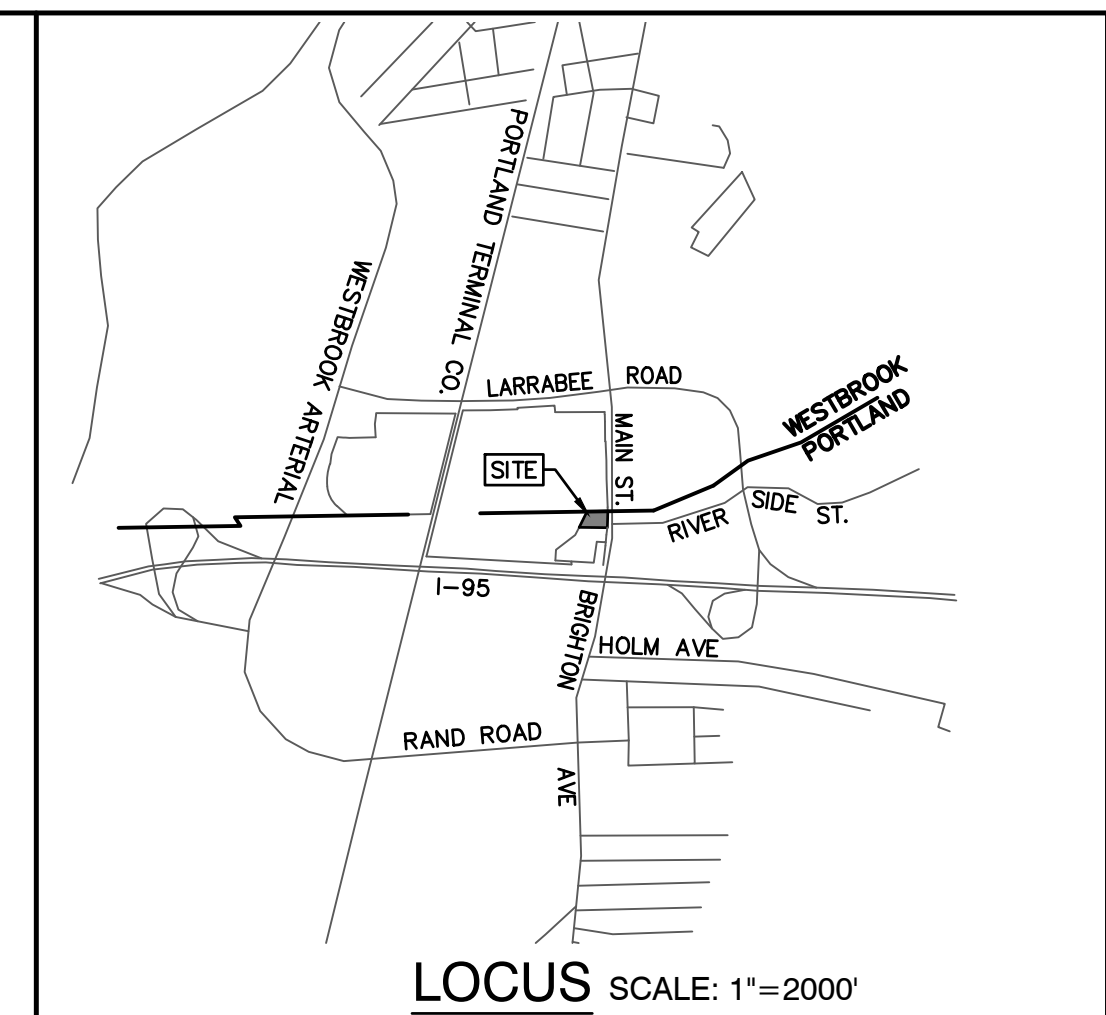 PORTLAND TERMINAL CO.
WESTBROOK ARTERIAL
LARRABEE ROAD
WESTBROOK
PORTLAND
MAIN ST.
SITE
RIVER SIDE ST.
I-95
BRIGHTON AVE
HOLM AVE
RAND ROAD
LOCUS SCALE: 1"=2000'